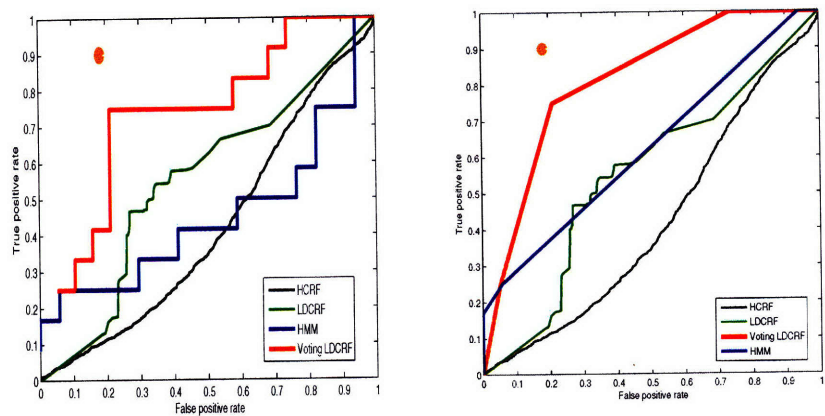 1
0.9
0.8
0.7
0.6
0.5
0.4
0.3
0.2
0.1
0
True positive rate
HCRF
LDCRF
HMM
Voting LDCRF
0 0.1 0.2 0.3 0.4 0.5 0.6 0.7 0.8 0.9 1
False positive rate
1
0.9
0.8
0.7
0.6
0.5
0.4
0.3
0.2
0.1
0
True positive rate
HCRF
LDCRF
Voting LDCRF
HMM
0 0.1 0.2 0.3 0.4 0.5 0.6 0.7 0.8 0.9 1
False positive rate